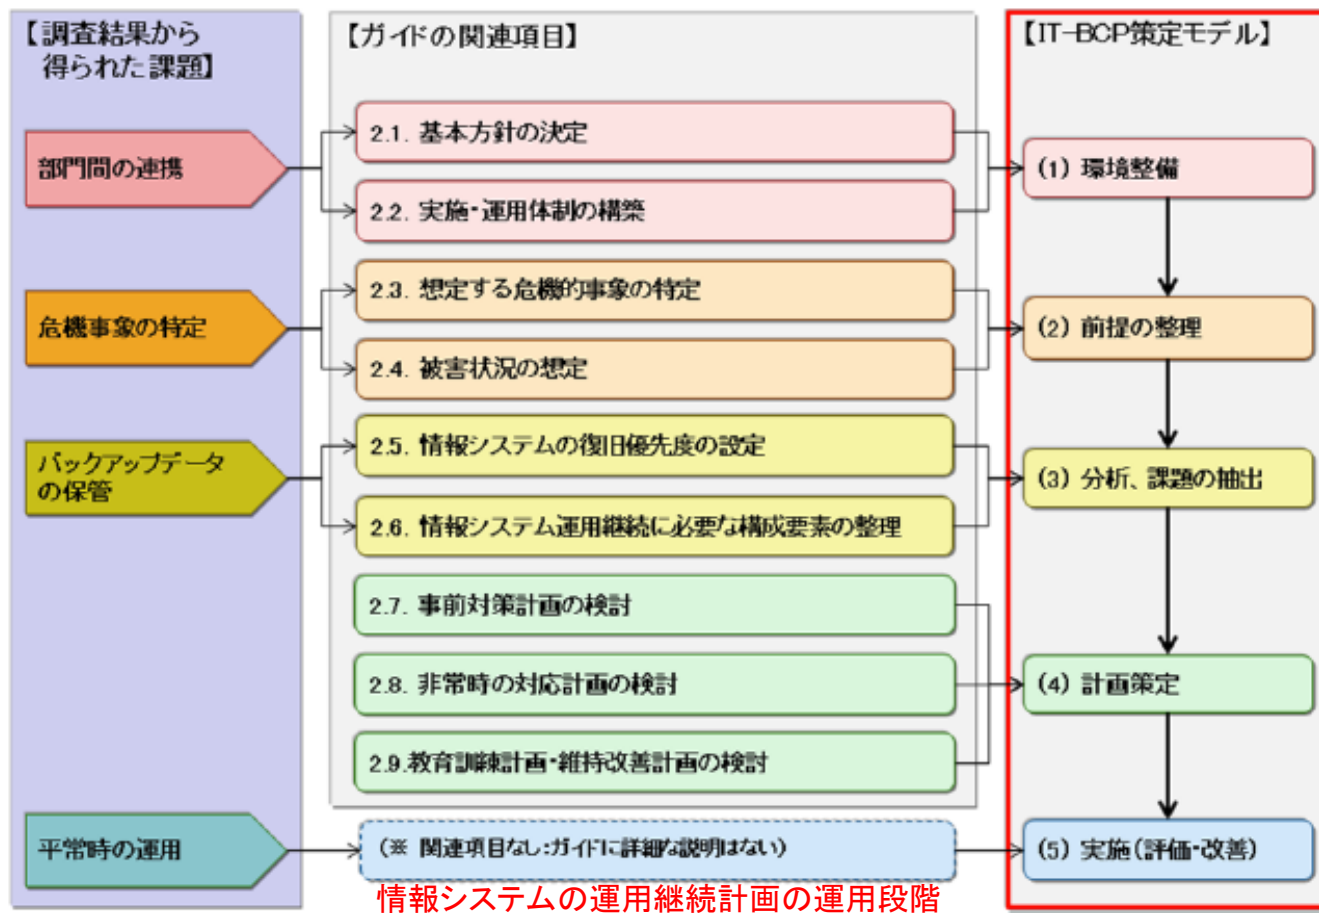 【調査結果から
得られた課題】
部門間の連携
危機事象の特定
バックアップデータ
の保管
平常時の運用
【ガイドの関連項目】
2.1. 基本方針の決定
2.2. 実施・運用体制の構築
2.3. 想定する危機的事象の特定
2.4. 被害状況の想定
2.5. 情報システムの復旧優先度の設定
2.6. 情報システム運用継続に必要な構成要素の整理
2.7. 事前対策計画の検討
2.8. 非常時の対応計画の検討
2.9.教育訓練計画・維持改善計画の検討
(※ 関連項目なし:ガイドに詳細な説明はない)
情報システムの運用継続計画の運用段階
【IT-BCP策定モデル】
(1) 環境整備
(2) 前提の整理
(3) 分析、課題の抽出
(4) 計画策定
(5) 実施(評価・改善)